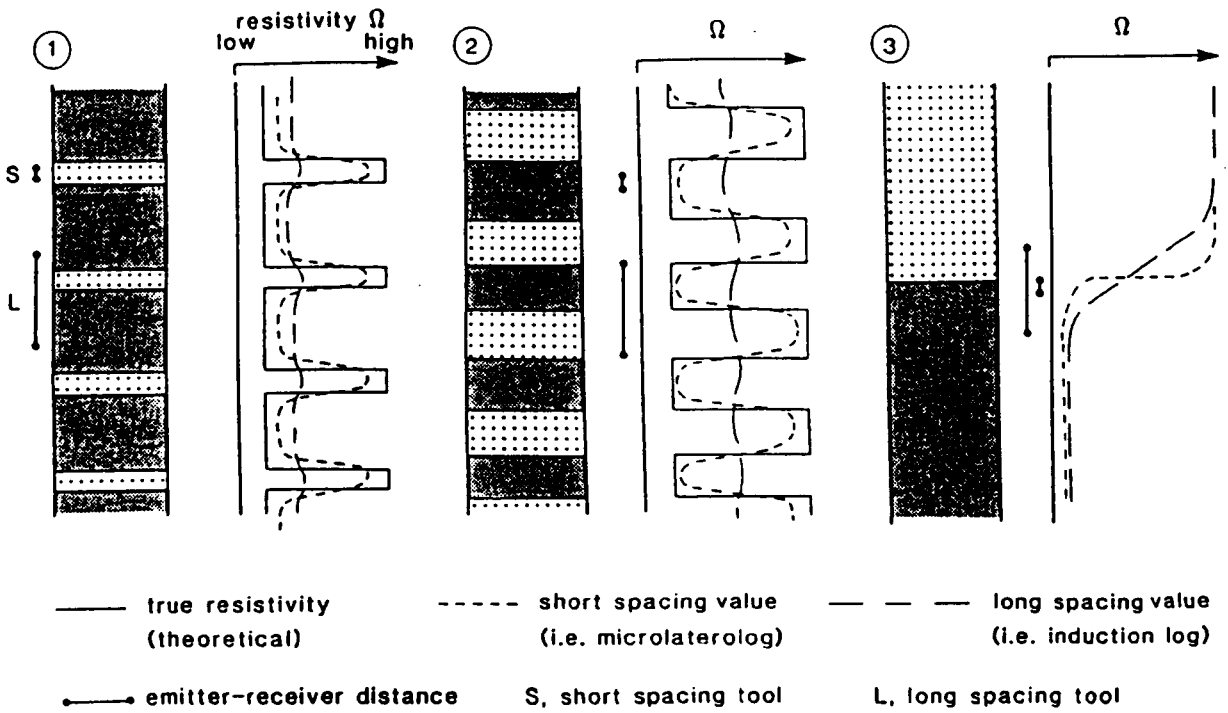 1
resistivity Ω
low high
2
Ω
3
Ω
S
L
true resistivity
(theoretical)
short spacing value
(i.e. microlaterolog)
long spacing value
(i.e. induction log)
emitter-receiver distance
S, short spacing tool
L, long spacing tool